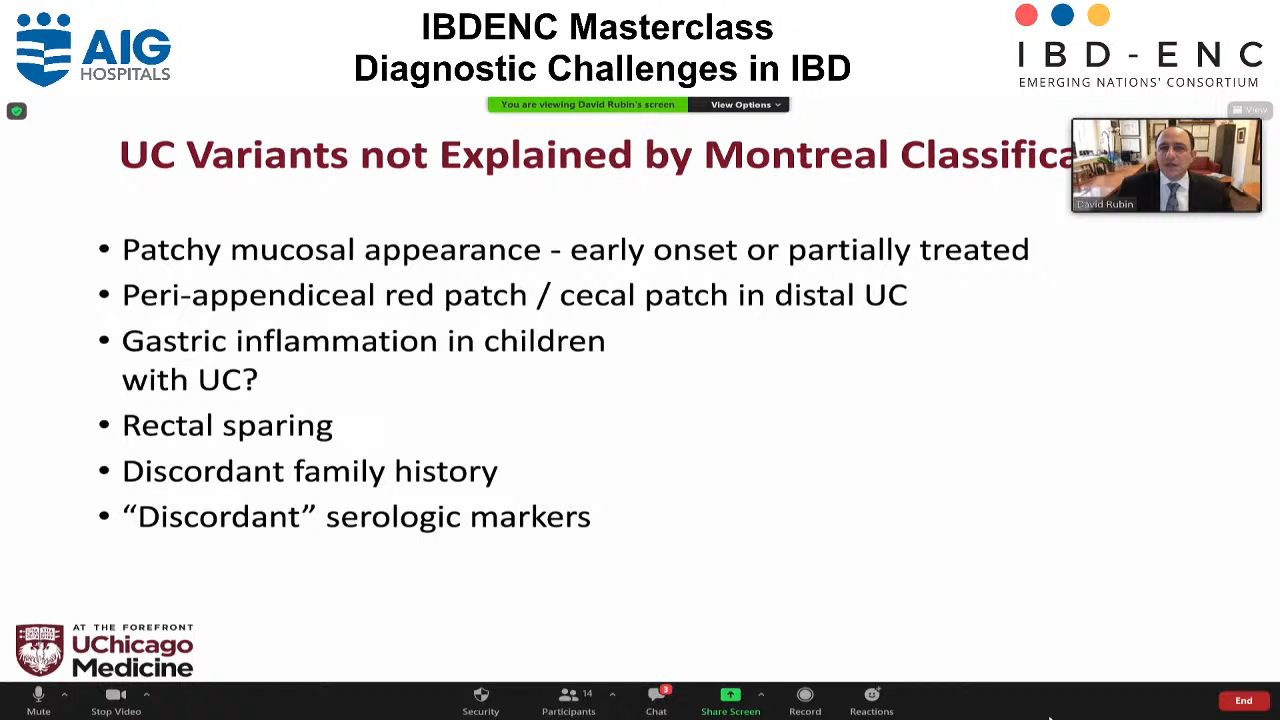 AIG
HOSPITALS
IBDENC Masterclass
Diagnostic Challenges in IBD
IBD-ENC
EMERGING NATIONS' CONSORTIUM
You are viewing David Rubin's screen
View Options
View
UC Variants not Explained by Montreal Classifica
David Rubin
• Patchy mucosal appearance - early onset or partially treated
• Peri-appendiceal red patch / cecal patch in distal UC
• Gastric inflammation in children
with UC?
• Rectal sparing
• Discordant family history
• “Discordant” serologic markers
AT THE FOREFRONT
UChicago
Medicine
Mute
Stop Video
Security
14
Participants
3
Chat
Share Screen
Record
Reactions
End